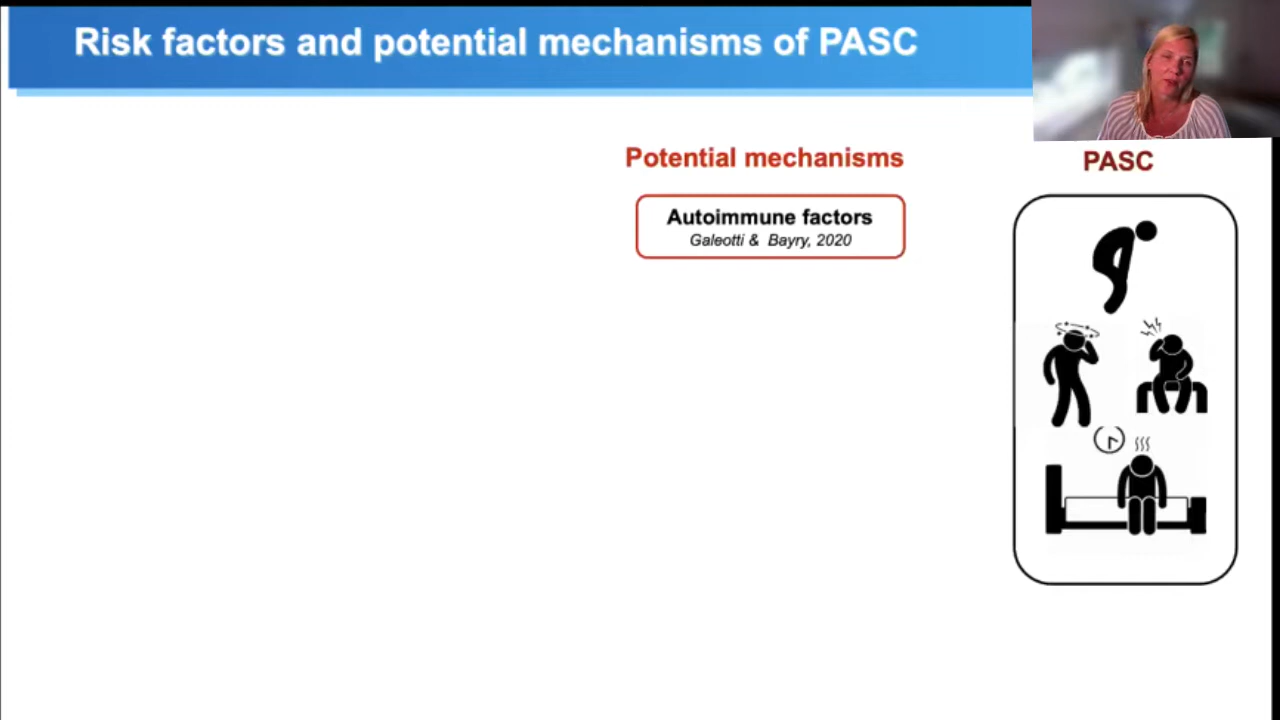 Risk factors and potential mechanisms of PASC
Potential mechanisms
PASC
Autoimmune factors
Galeotti & Bayry, 2020